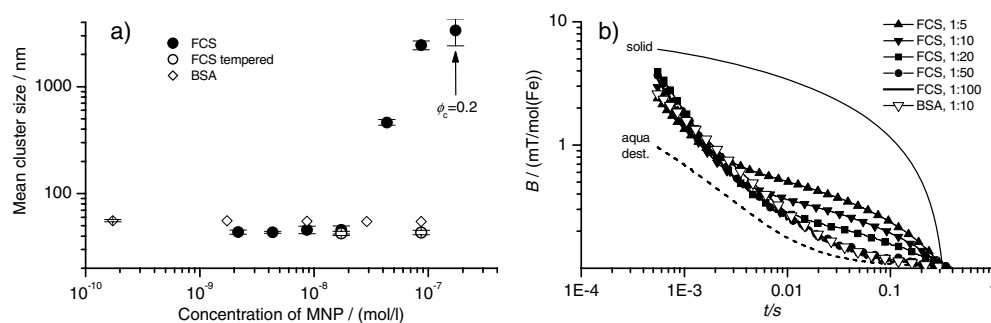 a)
FCS
FCS tempered
BSA
ϕc=0.2
Mean cluster size / nm
1000
100
10⁻¹⁰
10⁻⁹
10⁻⁸
10⁻⁷
Concentration of MNP / (mol/l)
b)
FCS, 1:5
FCS, 1:10
FCS, 1:20
FCS, 1:50
FCS, 1:100
BSA, 1:10
solid
aqua
dest.
B / (mT/mol(Fe))
10
1
1E-4
1E-3
0.01
0.1
1
t/s